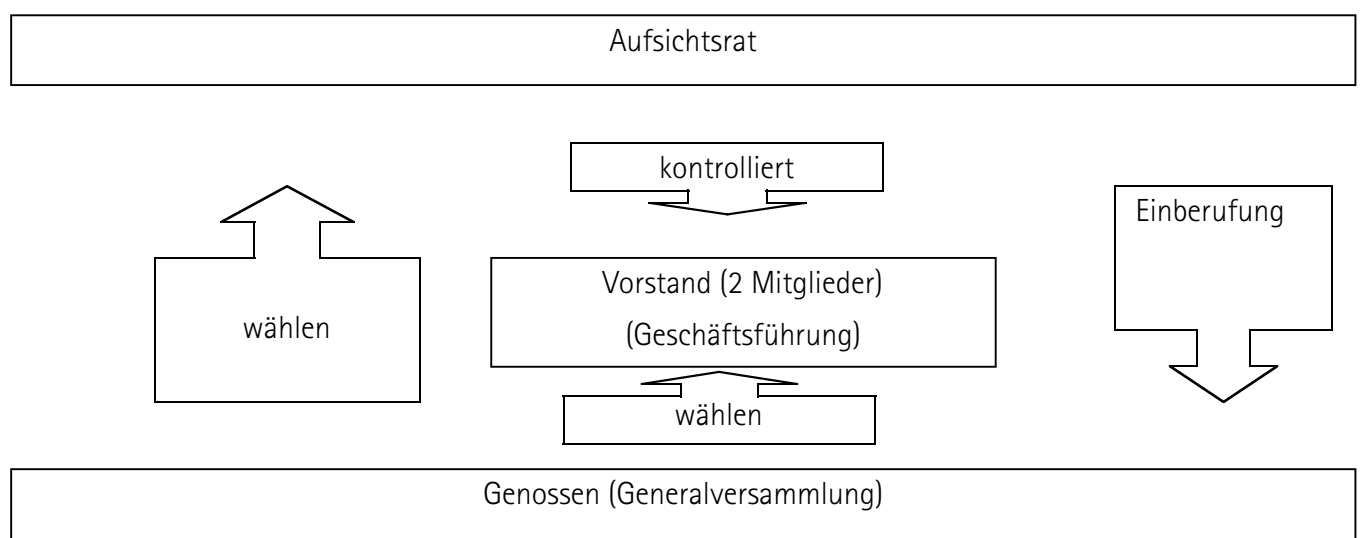 Aufsichtsrat
kontrolliert
Einberufung
Vorstand (2 Mitglieder)
(Geschäftsführung)
wählen
wählen
Genossen (Generalversammlung)